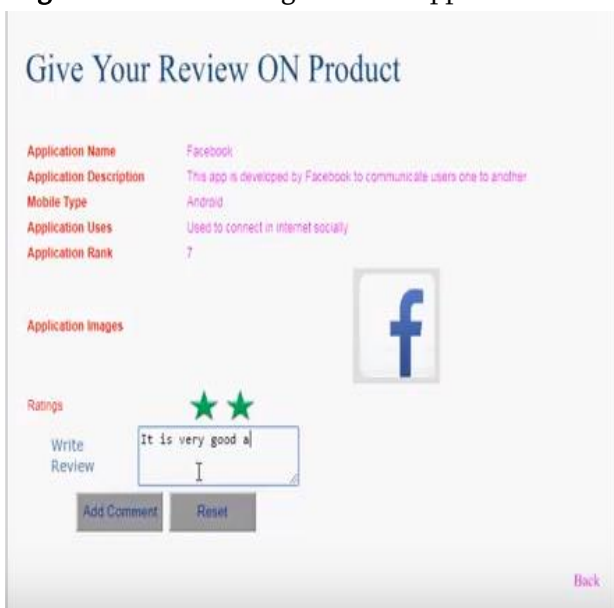 Give Your Review ON Product
Application Name Facebook
Application Description This app is developed by Facebook to communicate users one to another
Mobile Type Android
Application Uses Used to connect in internet socially
Application Rank 7
Application Images
f
Ratings
Write
Review
It is very good a
Add Comment Reset
Back